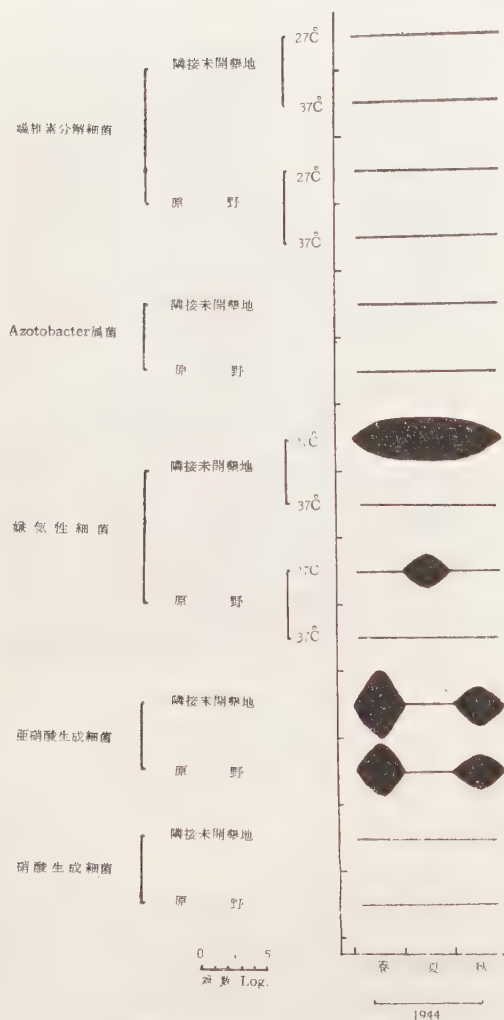 27°C
隣接未開墾地
37°C
繊維素分解細菌
27°C
原 野
37°C
隣接未開墾地
Azotobacter属菌
原 野
隣接未開墾地
37°C
嫌気性細菌
原 野
37°C
隣接未開墾地
亜硝酸生成細菌
原 野
隣接未開墾地
硝酸生成細菌
原 野
0 5
対数 Log.
春 夏 秋
1944